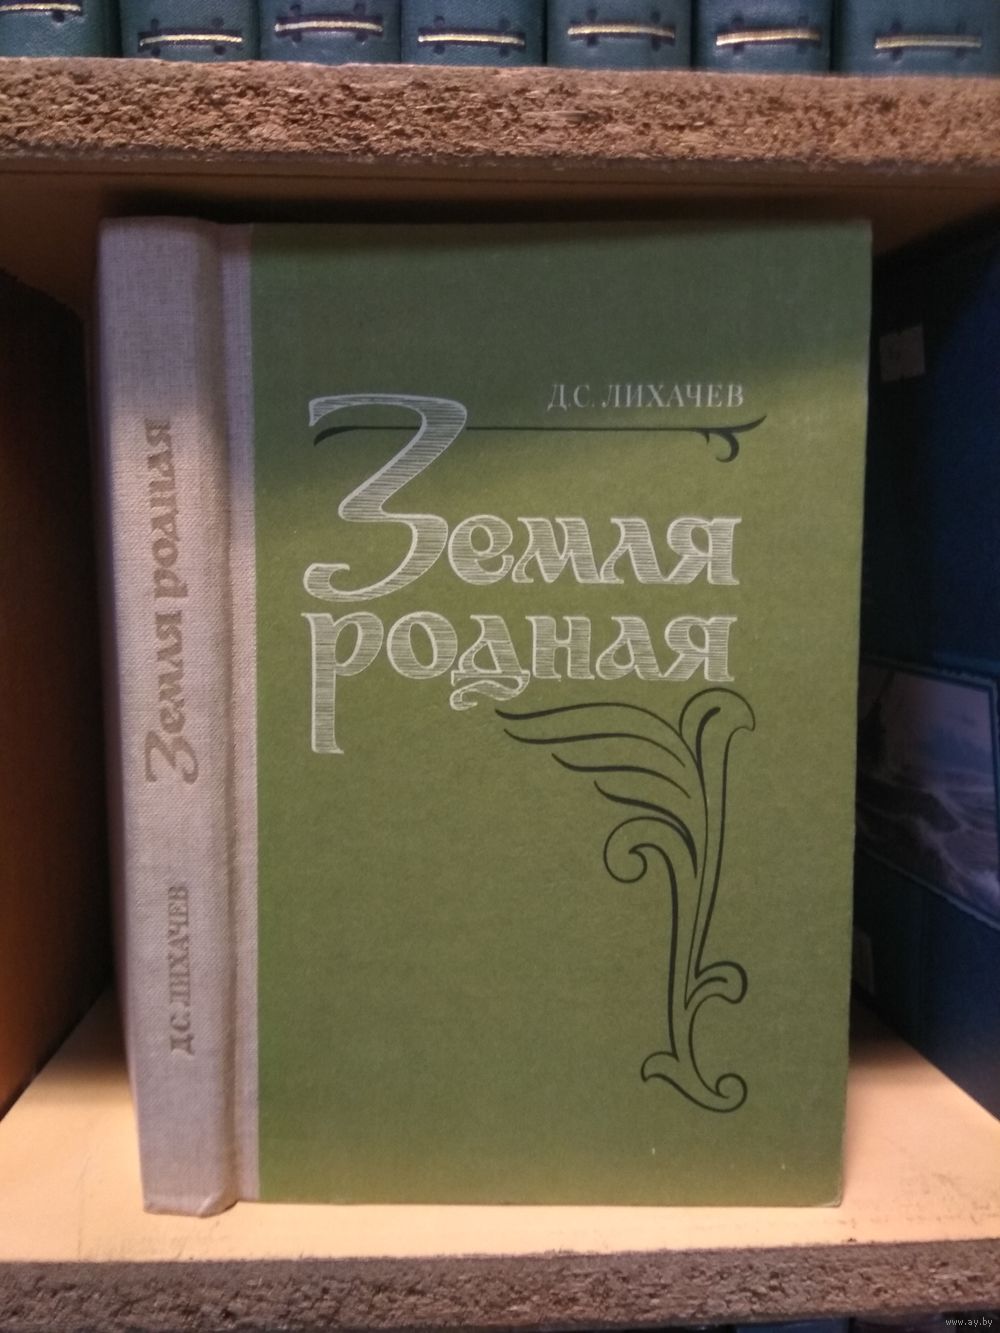 Д.С. ЛИХАЧЕВ
Земля
родная
Д.С. ЛИХАЧЕВ Земля родная
www.ay.by